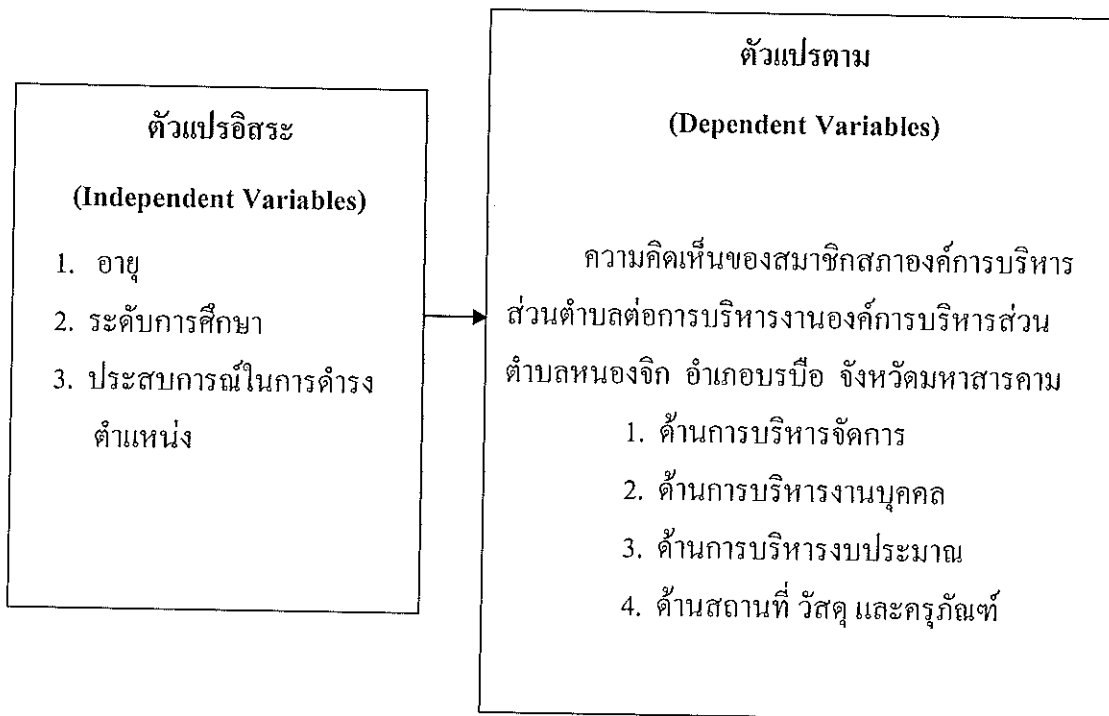 ตัวแปรอิสระ
(Independent Variables)
1. อายุ
2. ระดับการศึกษา
3. ประสบการณ์ในการดำรง
ตำแหน่ง
ตัวแปรตาม
(Dependent Variables)
ความคิดเห็นของสมาชิกสภาองค์การบริหาร
ส่วนตำบลต่อการบริหารงานองค์การบริหารส่วน
ตำบลหนองจิก อำเภอบรบือ จังหวัดมหาสารคาม
1. ด้านการบริหารจัดการ
2. ด้านการบริหารงานบุคคล
3. ด้านการบริหารงบประมาณ
4. ด้านสถานที่ วัสดุ และครุภัณฑ์